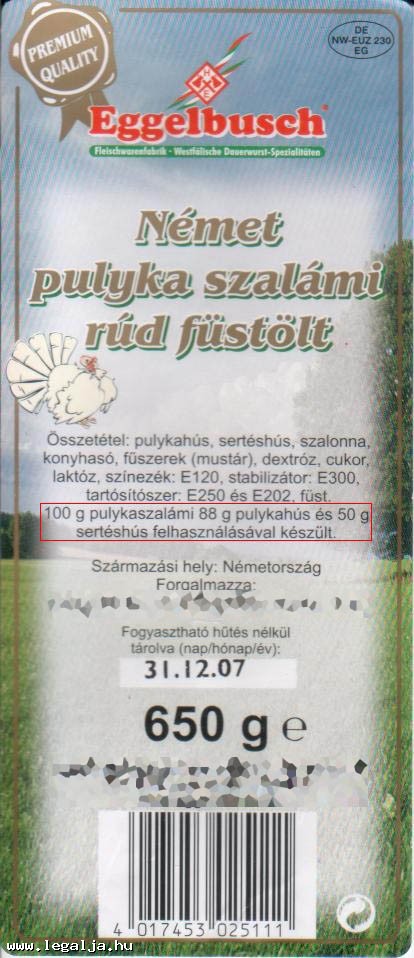 PREMIUM
QUALITY
DE
NW-EUZ 230
EG
H
M E
Eggelbusch
Fleischwarenfabrik · Westfälische Dauerwurst-Spezialitäten
Német
pulyka szalámi
rúd füstölt
Összetétel: pulykahús, sertéshús, szalonna,
konyhasó, fűszerek (mustár), dextróz, cukor,
laktóz, színezék: E120, stabilizátor: E300,
tartósítószer: E250 és E202, füst.
100 g pulykaszalámi 88 g pulykahús és 50 g
sertéshús felhasználásával készült.
Származási hely: Németország
Forgalmazza:
Fogyasztható hűtés nélkül
tárolva (nap/hónap/év):
31.12.07
650 g e
4 017453 025111
www.legalja.hu